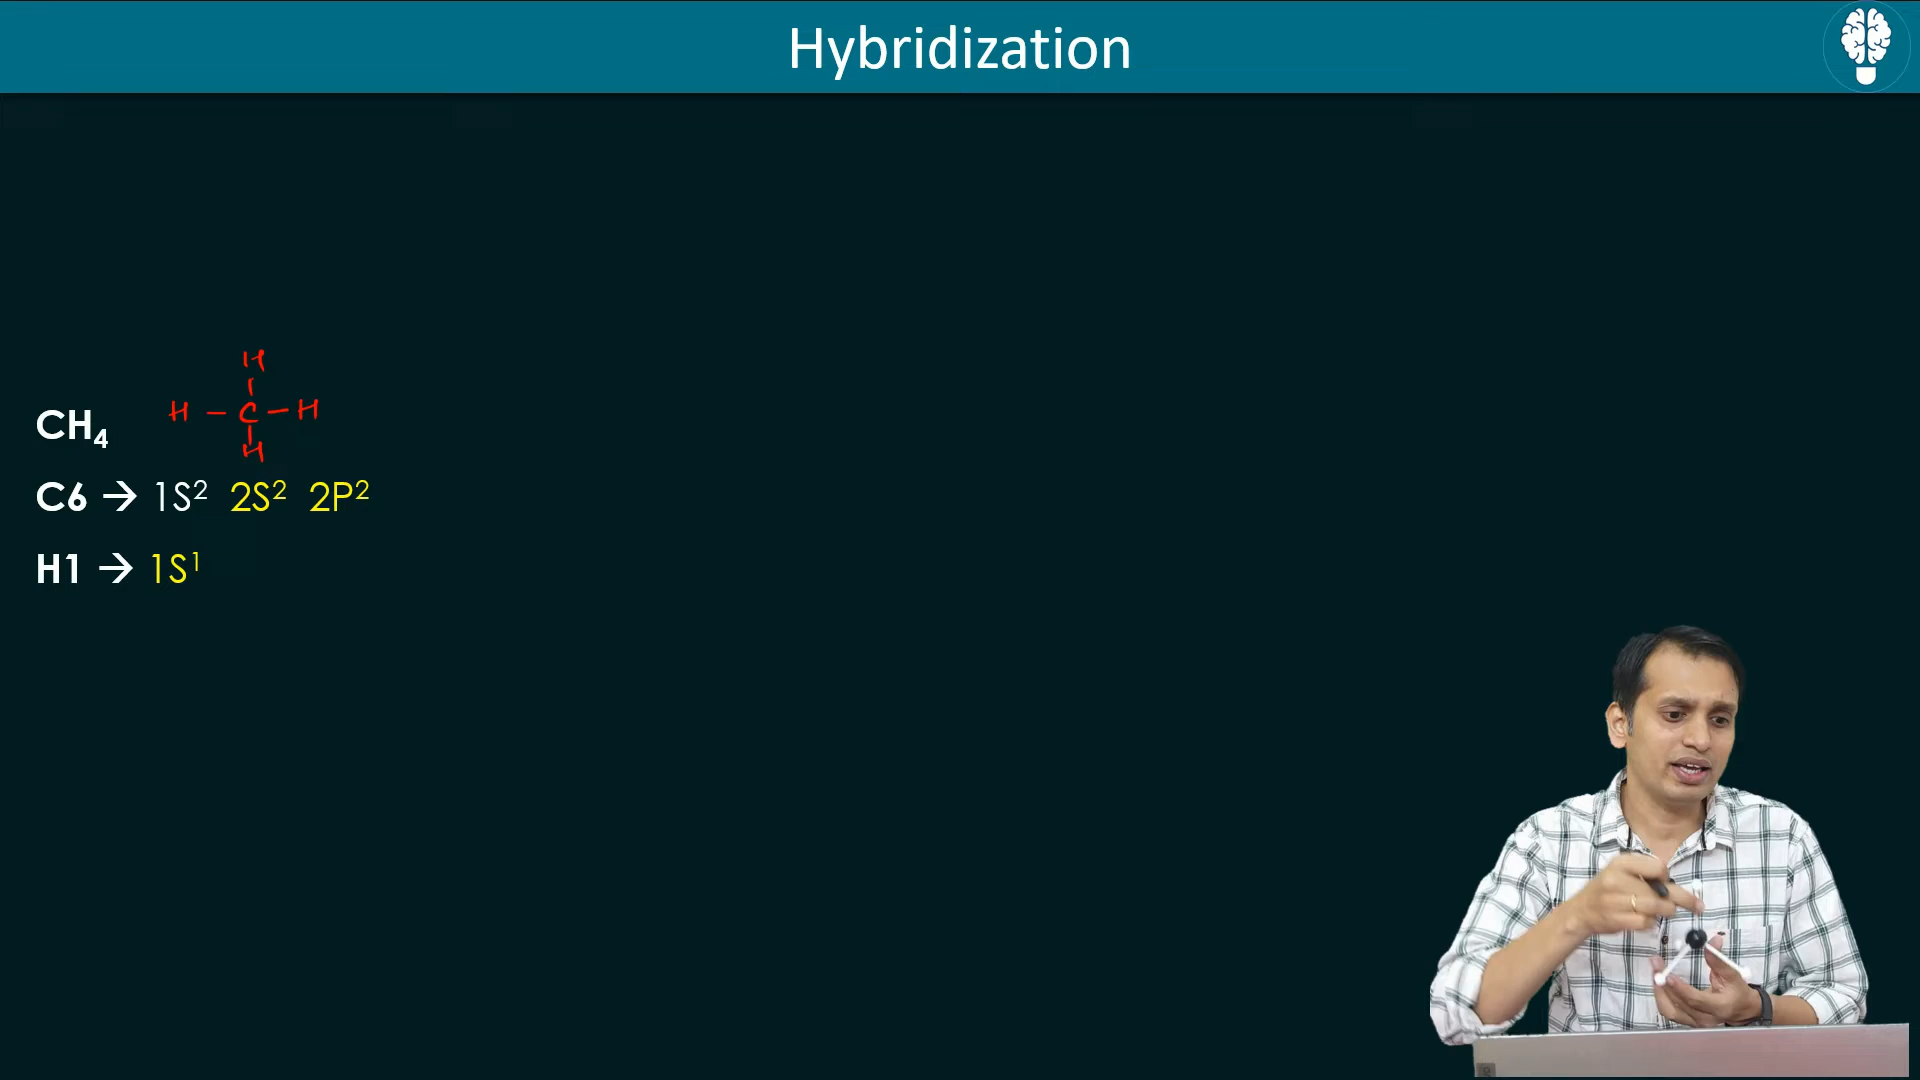 Hybridization
H
H – C – H
H
CH₄
C6 → 1S² 2S² 2P²
H1 → 1S¹